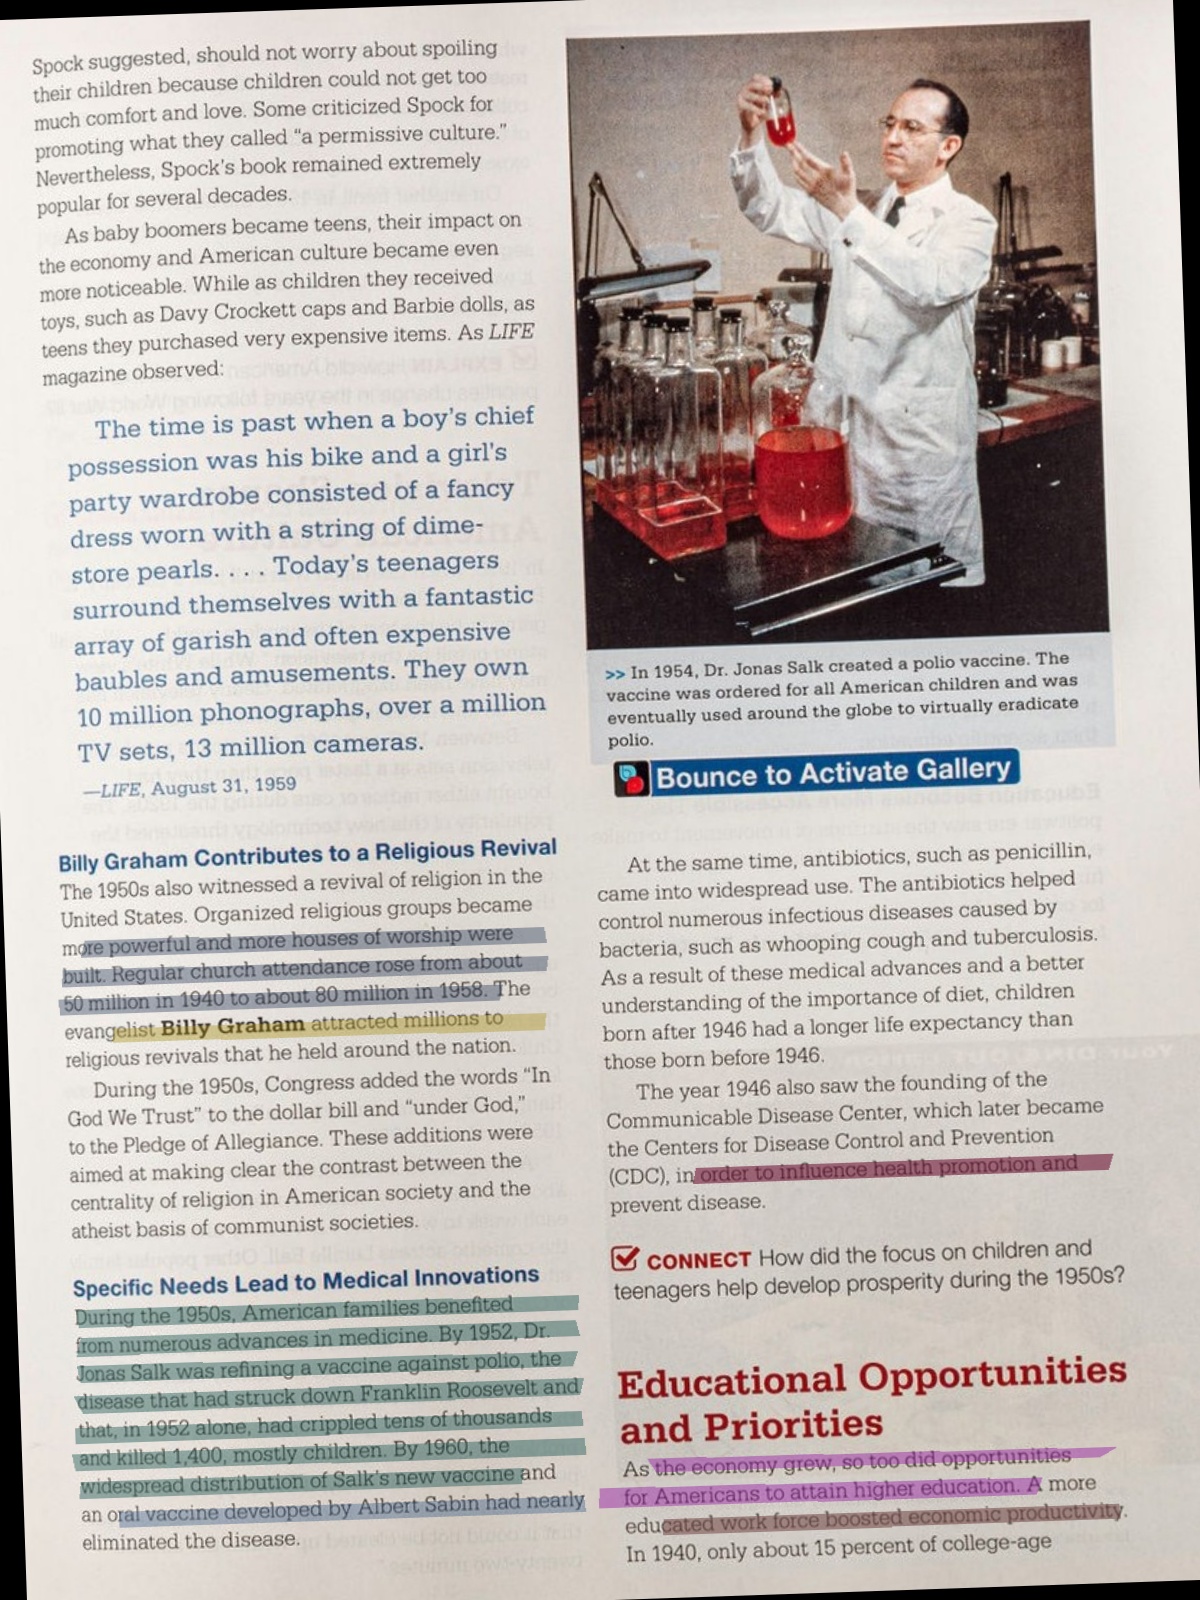 Spock suggested, should not worry about spoiling
their children because children could not get too
much comfort and love. Some criticized Spock for
promoting what they called “a permissive culture.”
Nevertheless, Spock’s book remained extremely
popular for several decades.
As baby boomers became teens, their impact on
the economy and American culture became even
more noticeable. While as children they received
toys, such as Davy Crockett caps and Barbie dolls, as
teens they purchased very expensive items. As LIFE
magazine observed:
The time is past when a boy’s chief
possession was his bike and a girl’s
party wardrobe consisted of a fancy
dress worn with a string of dime-
store pearls. . . . Today’s teenagers
surround themselves with a fantastic
array of garish and often expensive
baubles and amusements. They own
10 million phonographs, over a million
TV sets, 13 million cameras.
—LIFE, August 31, 1959
Billy Graham Contributes to a Religious Revival
The 1950s also witnessed a revival of religion in the
United States. Organized religious groups became
more powerful and more houses of worship were
built. Regular church attendance rose from about
50 million in 1940 to about 80 million in 1958. The
evangelist Billy Graham attracted millions to
religious revivals that he held around the nation.
During the 1950s, Congress added the words “In
God We Trust” to the dollar bill and “under God,”
to the Pledge of Allegiance. These additions were
aimed at making clear the contrast between the
centrality of religion in American society and the
atheist basis of communist societies.
Specific Needs Lead to Medical Innovations
During the 1950s, American families benefited
from numerous advances in medicine. By 1952, Dr.
Jonas Salk was refining a vaccine against polio, the
disease that had struck down Franklin Roosevelt and
that, in 1952 alone, had crippled tens of thousands
and killed 1,400, mostly children. By 1960, the
widespread distribution of Salk’s new vaccine and
an oral vaccine developed by Albert Sabin had nearly
eliminated the disease.
>> In 1954, Dr. Jonas Salk created a polio vaccine. The
vaccine was ordered for all American children and was
eventually used around the globe to virtually eradicate
polio.
Bounce to Activate Gallery
At the same time, antibiotics, such as penicillin,
came into widespread use. The antibiotics helped
control numerous infectious diseases caused by
bacteria, such as whooping cough and tuberculosis.
As a result of these medical advances and a better
understanding of the importance of diet, children
born after 1946 had a longer life expectancy than
those born before 1946.
The year 1946 also saw the founding of the
Communicable Disease Center, which later became
the Centers for Disease Control and Prevention
(CDC), in order to influence health promotion and
prevent disease.
CONNECT How did the focus on children and
teenagers help develop prosperity during the 1950s?
Educational Opportunities
and Priorities
As the economy grew, so too did opportunities
for Americans to attain higher education. A more
educated work force boosted economic productivity.
In 1940, only about 15 percent of college-age